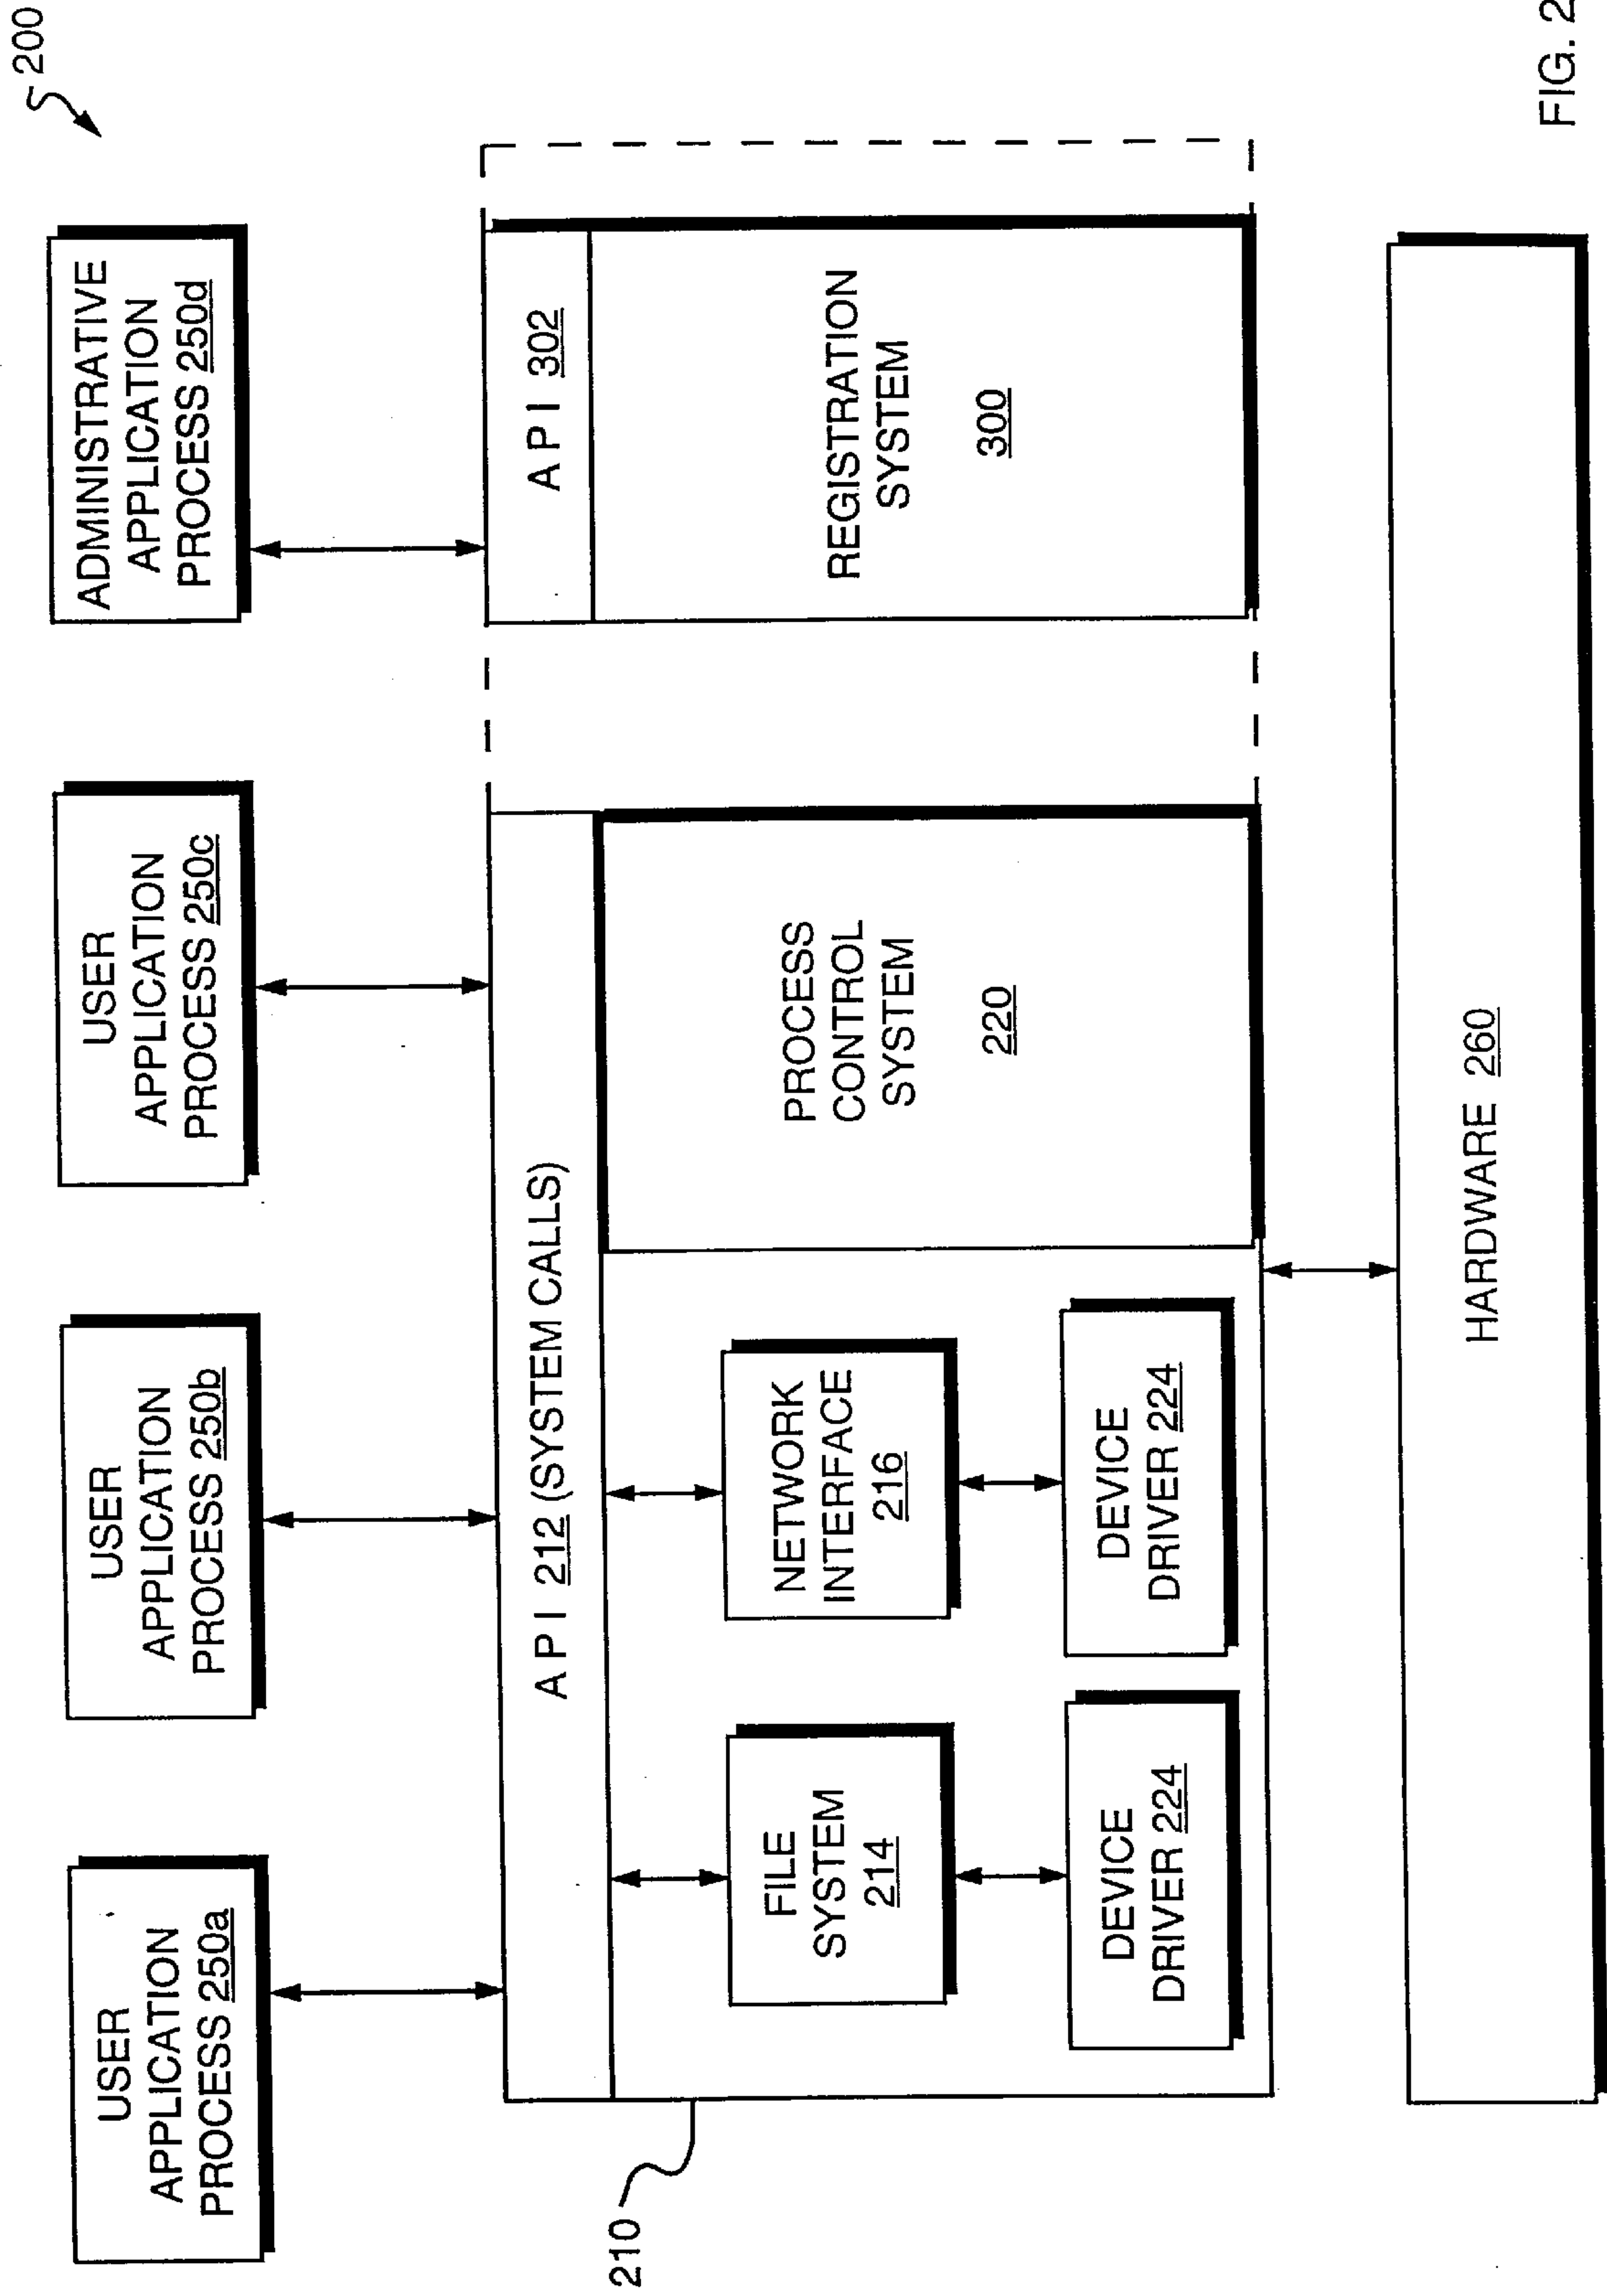 200
USER
APPLICATION
PROCESS 250a
USER
APPLICATION
PROCESS 250b
USER
APPLICATION
PROCESS 250c
ADMINISTRATIVE
APPLICATION
PROCESS 250d
API 212 (SYSTEM CALLS)
API 302
210
FILE
SYSTEM
214
NETWORK
INTERFACE
216
PROCESS
CONTROL
SYSTEM
220
REGISTRATION
SYSTEM
300
DEVICE
DRIVER 224
DEVICE
DRIVER 224
HARDWARE 260
FIG. 2